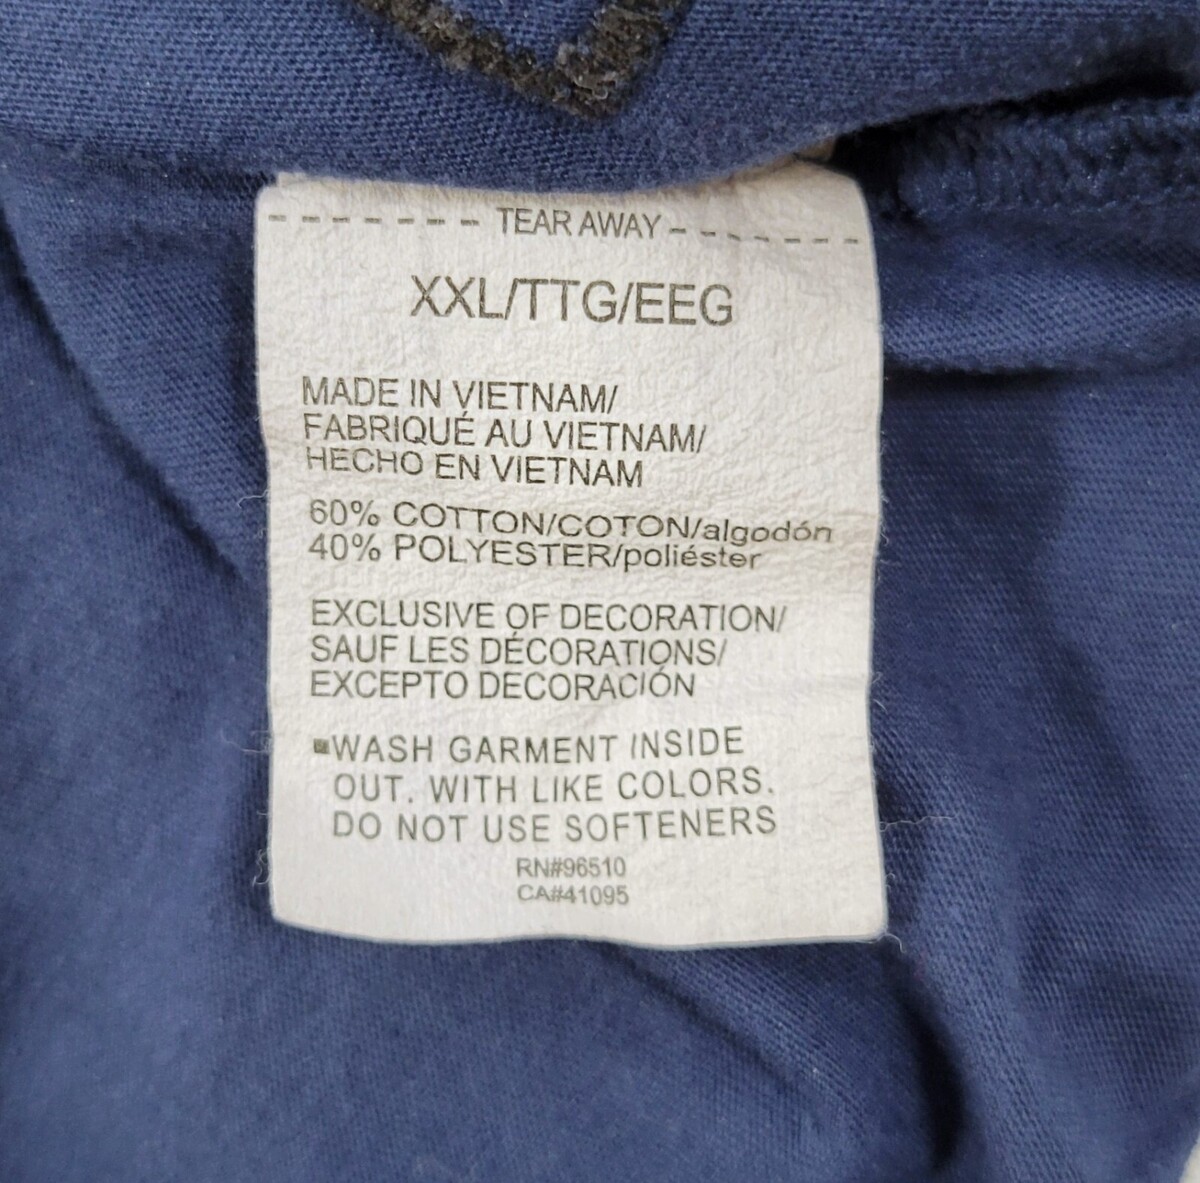 TEAR AWAY
XXL/TTG/EEG
MADE IN VIETNAM/
FABRIQUÉ AU VIETNAM/
HECHO EN VIETNAM
60% COTTON/COTON/algodón
40% POLYESTER/poliéster
EXCLUSIVE OF DECORATION/
SAUF LES DÉCORATIONS/
EXCEPTO DECORACIÓN
▪WASH GARMENT INSIDE
OUT. WITH LIKE COLORS.
DO NOT USE SOFTENERS
RN#96510
CA#41095